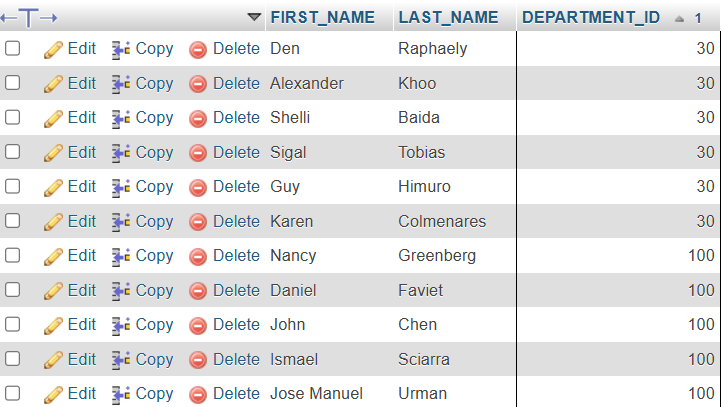 FIRST_NAME LAST_NAME DEPARTMENT_ID 1
Edit Copy Delete Den Raphaely 30
Edit Copy Delete Alexander Khoo 30
Edit Copy Delete Shelli Baida 30
Edit Copy Delete Sigal Tobias 30
Edit Copy Delete Guy Himuro 30
Edit Copy Delete Karen Colmenares 30
Edit Copy Delete Nancy Greenberg 100
Edit Copy Delete Daniel Faviet 100
Edit Copy Delete John Chen 100
Edit Copy Delete Ismael Sciarra 100
Edit Copy Delete Jose Manuel Urman 100